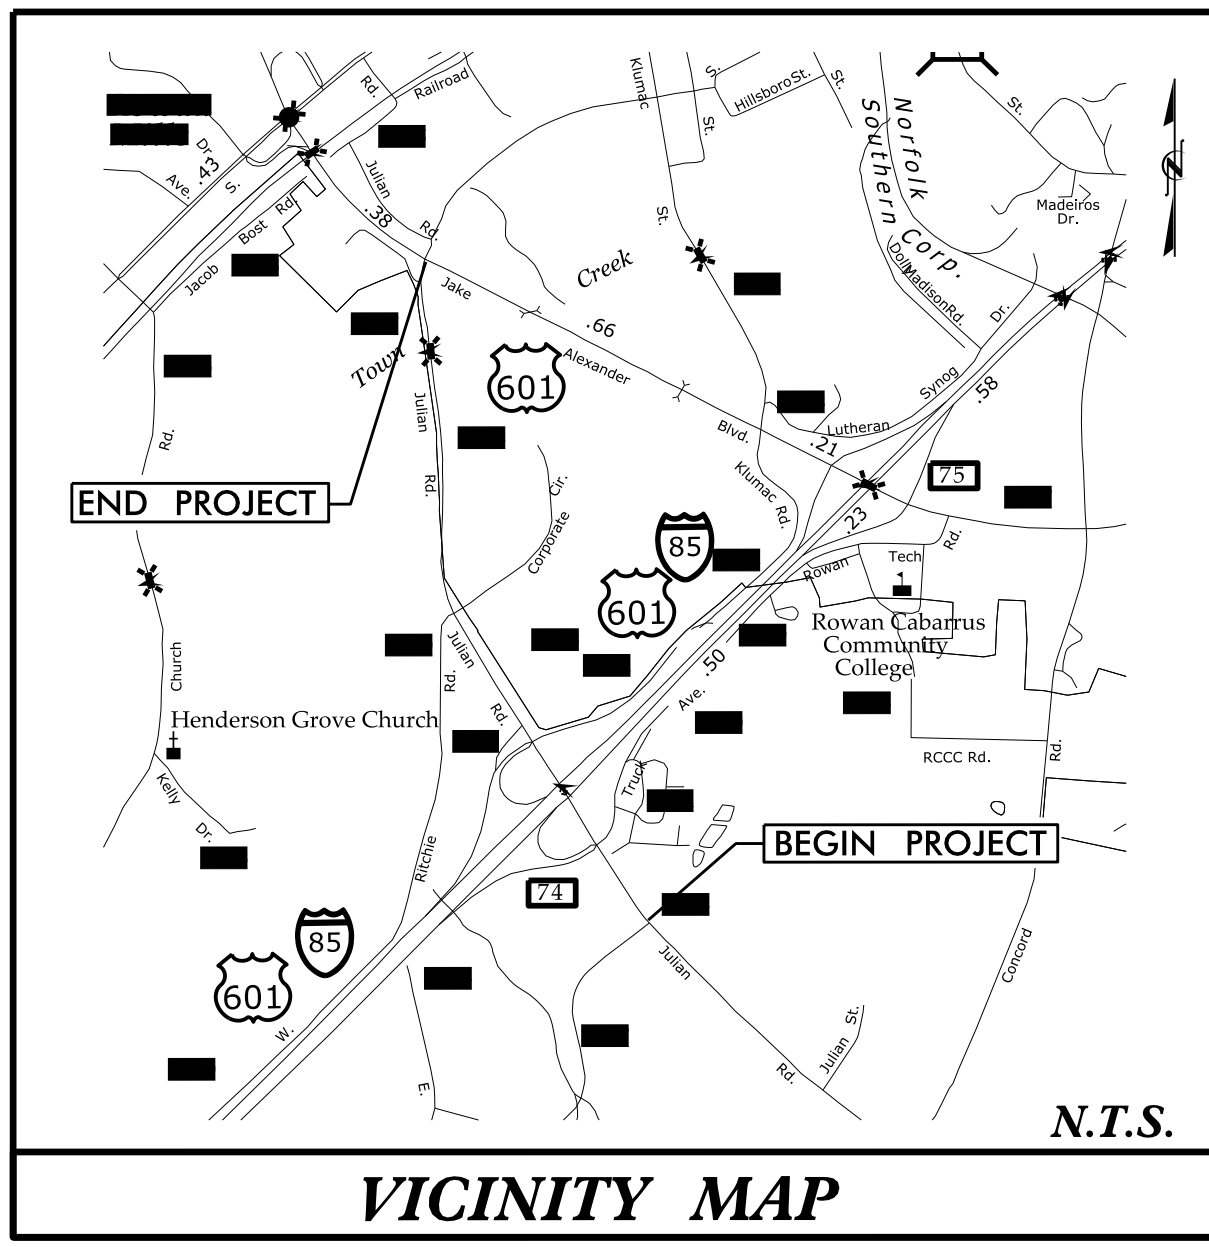 Rd.
Railroad
Klumac
St.
S.
Hillsboro St.
St.
St.
Norfolk
Southern Corp.
Dr.
.43
Ave.
S.
Julian
Rd.
.38
Bost Rd.
Jacob
St.
Madeiros
Dr.
Creek
Jake
.66
Alexander
Blvd.
.21
Dolly Madison Rd.
Dr.
Synog
.58
Lutheran
Town
601
Julian
Rd.
Rd.
END PROJECT
Cir.
Corporate
Klumac Rd.
75
.23
85
601
Rowan
Tech
Rd.
Rowan Cabarrus
Community
College
Church
Henderson Grove Church
Julian
Rd.
Rd.
.50
Ave.
Truck
RCCC Rd.
Rd.
Kelly
Dr.
Ritchie
BEGIN PROJECT
74
85
601
W.
E.
Julian
Rd.
Julian St.
Concord
N.T.S.
VICINITY MAP